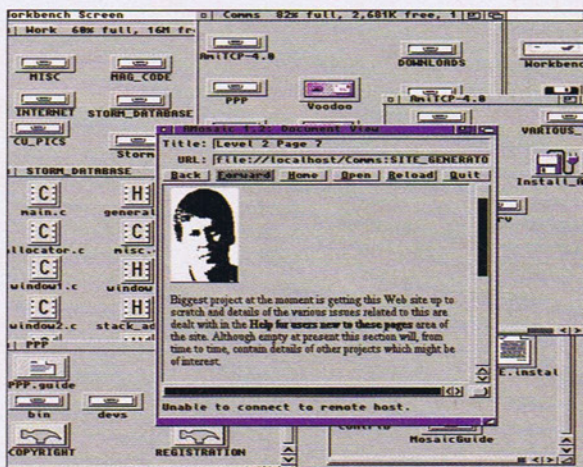 Workbench Screen
Work 60% full, 16M fr
Comms 82% full, 2,681K free, 1
AmiTCP-4.0
MISC
MAG_CODE
DOWNLOADS
Workbenc
INTERNET
STORM_DATABASE
PPP
Voodoo
AmiTCP-4.0
CU_PICS
Storm
VARIOUS_
AMosaic 1.2: Document View
Title: Level 2 Page 7
URL: file://localhost/Comms:SITE_GENERATO
Back Forward Home Open Reload Quit
Install_A
rv
STORM_DATABASE
main.c
general
allocator.c
misc.
window1.c
window
window2.c
stack_ad
Biggest project at the moment is getting this Web site up to
scratch and details of the various issues related to this are
dealt with in the Help for users new to these pages area of
the site. Although empty at present this section will, from
time to time, contain details of other projects which might be
of interest.
Unable to connect to remote host.
PPP
PPP.guide
bin
devs
COPYRIGHT
REGISTRATION
E.instal
Contrib
MosaicGuide